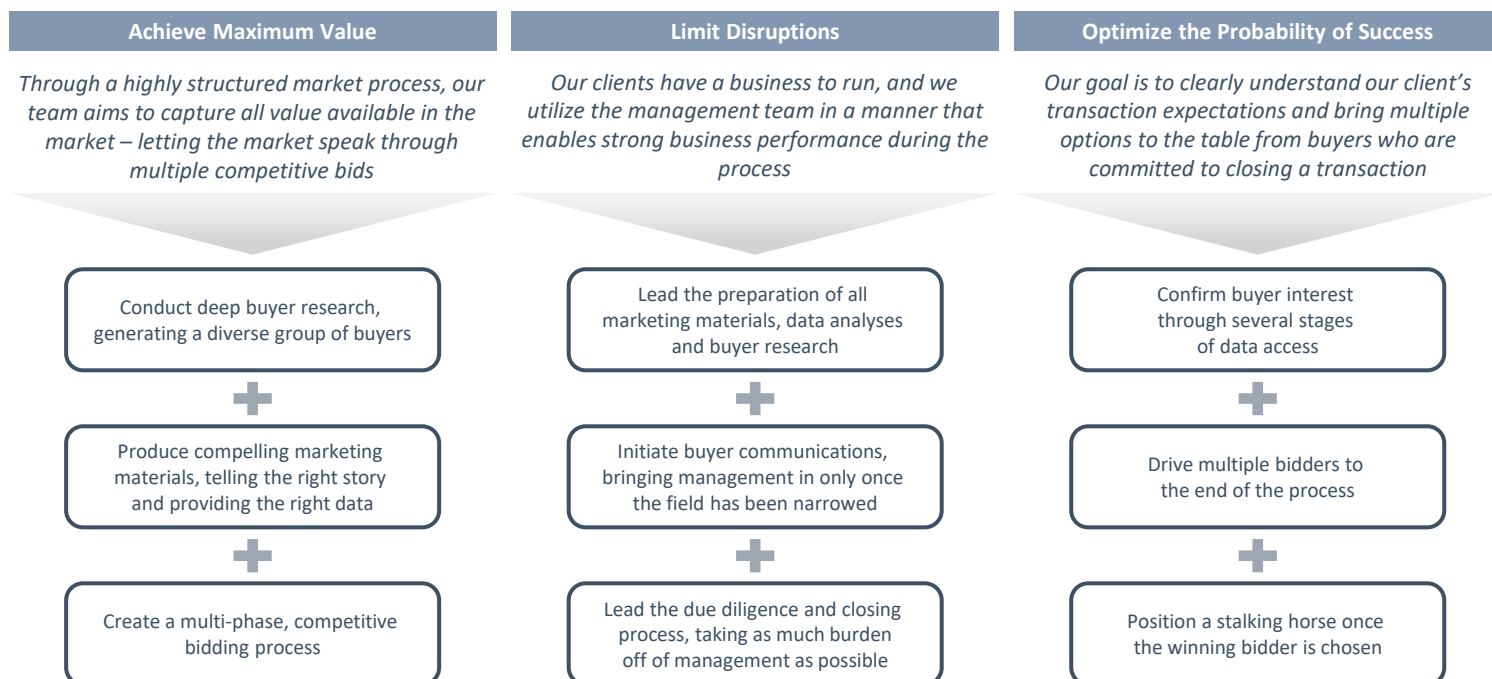 Achieve Maximum Value
Through a highly structured market process, our
team aims to capture all value available in the
market – letting the market speak through
multiple competitive bids
Conduct deep buyer research,
generating a diverse group of buyers
Produce compelling marketing
materials, telling the right story
and providing the right data
Create a multi-phase, competitive
bidding process
Limit Disruptions
Our clients have a business to run, and we
utilize the management team in a manner that
enables strong business performance during the
process
Lead the preparation of all
marketing materials, data analyses
and buyer research
Initiate buyer communications,
bringing management in only once
the field has been narrowed
Lead the due diligence and closing
process, taking as much burden
off of management as possible
Optimize the Probability of Success
Our goal is to clearly understand our client’s
transaction expectations and bring multiple
options to the table from buyers who are
committed to closing a transaction
Confirm buyer interest
through several stages
of data access
Drive multiple bidders to
the end of the process
Position a stalking horse once
the winning bidder is chosen